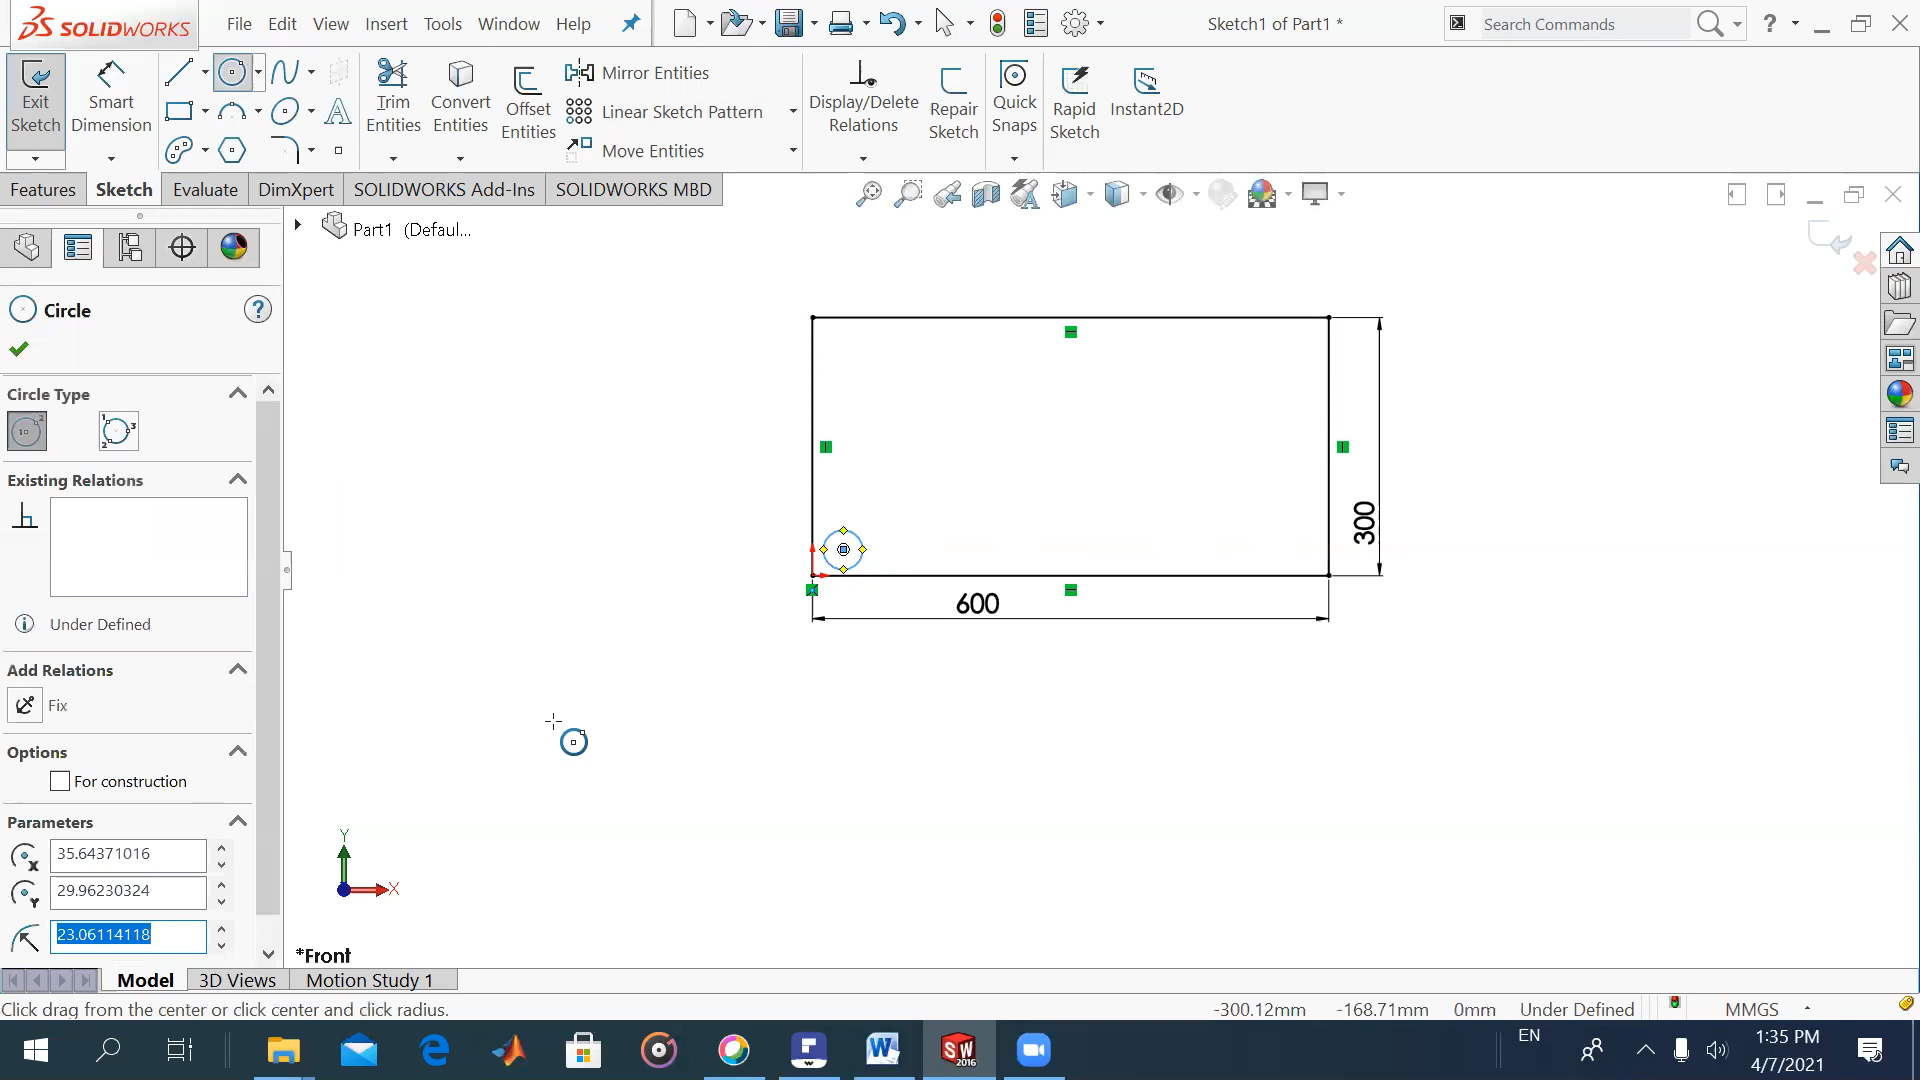 SOLIDWORKS File Edit View Insert Tools Window Help Sketch1 of Part1 * Search Commands ?
Exit Sketch
Smart Dimension
Trim Entities
Convert Entities
Offset Entities
Mirror Entities
Linear Sketch Pattern
Move Entities
Display/Delete Relations
Repair Sketch
Quick Snaps
Rapid Sketch
Instant2D
Features Sketch Evaluate DimXpert SOLIDWORKS Add-Ins SOLIDWORKS MBD
Part1 (Defaul...
Circle ?
Circle Type
Existing Relations
Under Defined
Add Relations
Fix
Options
For construction
Parameters
35.64371016
29.96230324
23.06114118
300
600
Y
X
*Front
Model 3D Views Motion Study 1
Click drag from the center or click center and click radius. -300.12mm -168.71mm 0mm Under Defined MMGS
EN
1:35 PM
4/7/2021
SW
2016